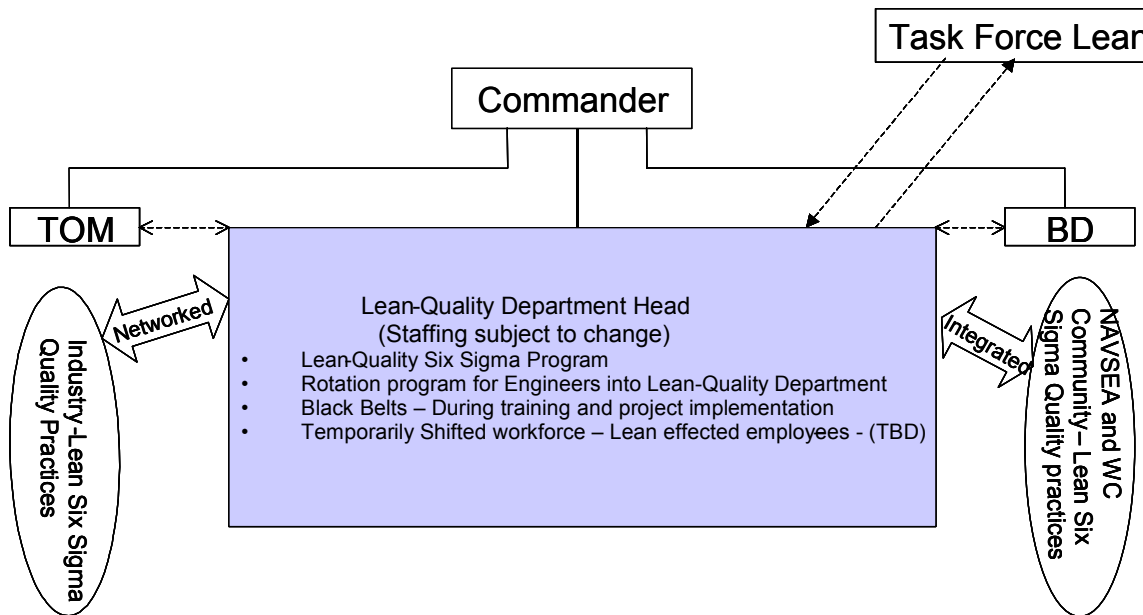 Task Force Lean
Commander
TOM
BD
Lean-Quality Department Head
(Staffing subject to change)
• Lean-Quality Six Sigma Program
• Rotation program for Engineers into Lean-Quality Department
• Black Belts – During training and project implementation
• Temporarily Shifted workforce – Lean effected employees - (TBD)
Networked
Integrated
Industry-Lean Six Sigma
Quality Practices
NAVSEA and WC
Community – Lean Six
Sigma Quality practices